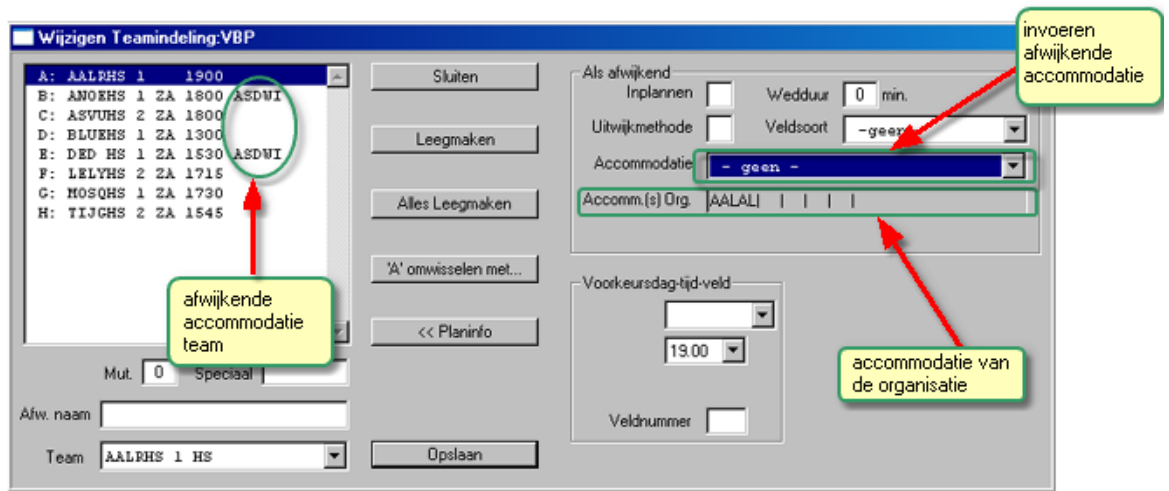 Wijzigen Teamindeling:VBP
invoeren
afwijkende
accommodatie
A: AALRHS 1 1900
B: ANOEHS 1 ZA 1800 ASDWI
C: ASVUHS 2 ZA 1800
D: BLUEHS 1 ZA 1300
E: DED HS 1 ZA 1530 ASDWI
F: LELYHS 2 ZA 1715
G: MOSQHS 1 ZA 1730
H: TIJGHS 2 ZA 1545
afwijkende
accommodatie
team
Mut. 0 Speciaal
Afw. naam
Team AALRHS 1 HS
Sluiten
Leegmaken
Alles Leegmaken
'A' omwisselen met...
<< Planinfo
Opslaan
Als afwijkend
Inplannen Wedduur 0 min.
Uitwijkmethode Veldsoort -geen
Accommodatie - geen -
Accomm.(s) Org. AALAL| | | | |
Voorkeursdag-tijd-veld
19.00
Veldnummer
accommodatie van
de organisatie